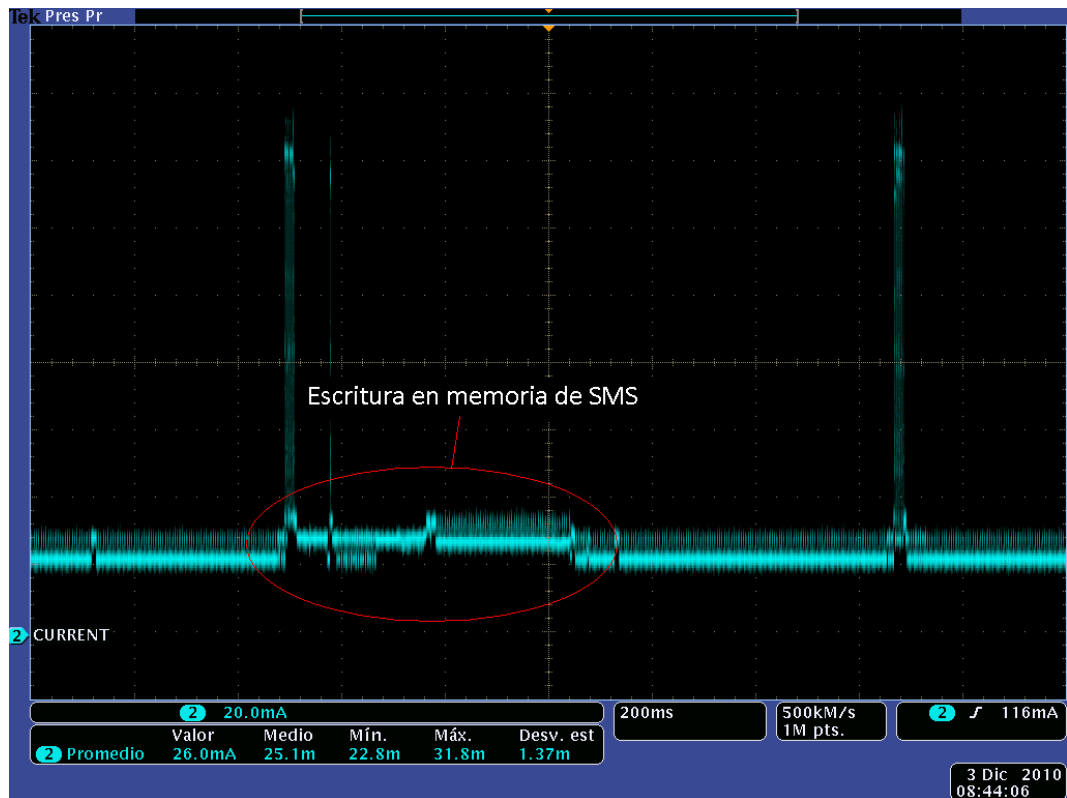 Tek Pres Pr
Escritura en memoria de SMS
2 CURRENT
2 20.0mA
200ms
500kM/s
1M pts.
2 116mA
Valor Medio Mín. Máx. Desv. est
2 Promedio 26.0mA 25.1m 22.8m 31.8m 1.37m
3 Dic 2010
08:44:06